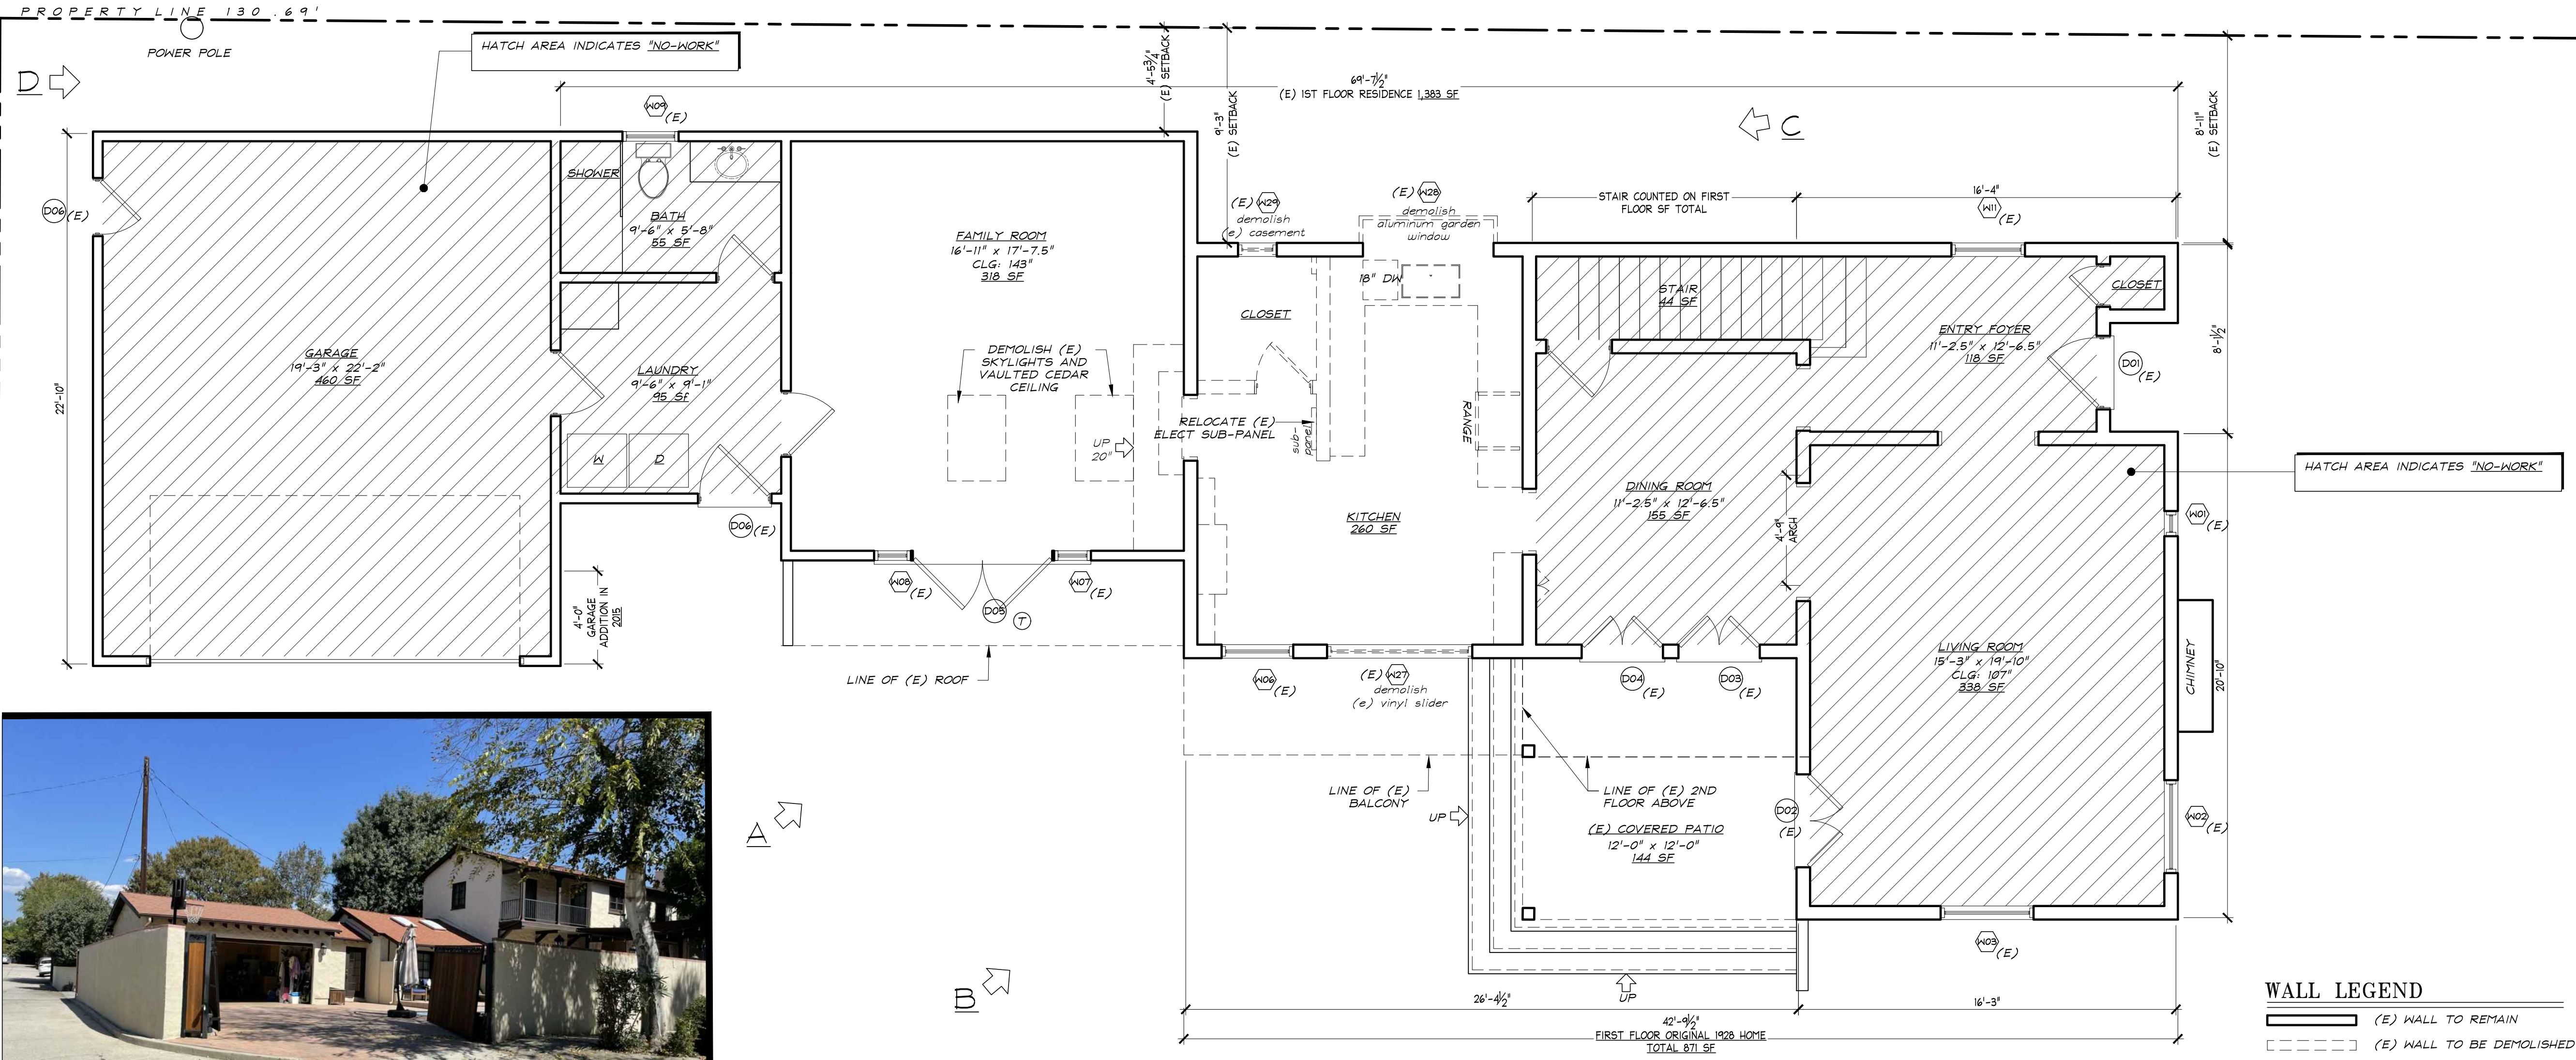 PROPERTY LINE 130.69'
POWER POLE
HATCH AREA INDICATES "NO-WORK"
D
4'-5 3/4"
(E) SETBACK
9'-3"
(E) SETBACK
69'-7 1/2"
(E) 1ST FLOOR RESIDENCE 1,383 SF
C
8'-11"
(E) SETBACK
W09
(E)
D06
(E)
22'-10"
GARAGE
19'-3" x 22'-2"
460 SF
SHOWER
BATH
9'-6" x 5'-8"
55 SF
LAUNDRY
9'-6" x 9'-1"
95 SF
W
D
D06
(E)
4'-0"
GARAGE
ADDITION IN
2015
FAMILY ROOM
16'-11" x 17'-7.5"
CLG: 143"
318 SF
DEMOLISH (E)
SKYLIGHTS AND
VAULTED CEDAR
CEILING
UP
20"
W08
(E)
D05
T
W07
(E)
LINE OF (E) ROOF
(E) W29
demolish
(e) casement
(E) W28
demolish
aluminum garden
window
18" DW
CLOSET
RELOCATE (E)
ELECT SUB-PANEL
sub-
panel
RANGE
KITCHEN
260 SF
W06
(E)
(E) W27
demolish
(e) vinyl slider
STAIR COUNTED ON FIRST
FLOOR SF TOTAL
16'-4"
W11
(E)
STAIR
44 SF
ENTRY FOYER
11'-2.5" x 12'-6.5"
118 SF
CLOSET
D01
(E)
8'-1 1/2"
DINING ROOM
11'-2.5" x 12'-6.5"
155 SF
4'-9"
ARCH
D04
(E)
D03
(E)
HATCH AREA INDICATES "NO-WORK"
W01
(E)
LIVING ROOM
15'-3" x 19'-10"
CLG: 107"
338 SF
CHIMNEY
20'-10"
W02
(E)
D02
(E)
W03
(E)
LINE OF (E)
BALCONY
LINE OF (E) 2ND
FLOOR ABOVE
UP
(E) COVERED PATIO
12'-0" x 12'-0"
144 SF
UP
A
B
26'-4 1/2"
16'-3"
42'-9 1/2"
FIRST FLOOR ORIGINAL 1928 HOME
TOTAL 871 SF
WALL LEGEND
(E) WALL TO REMAIN
(E) WALL TO BE DEMOLISHED